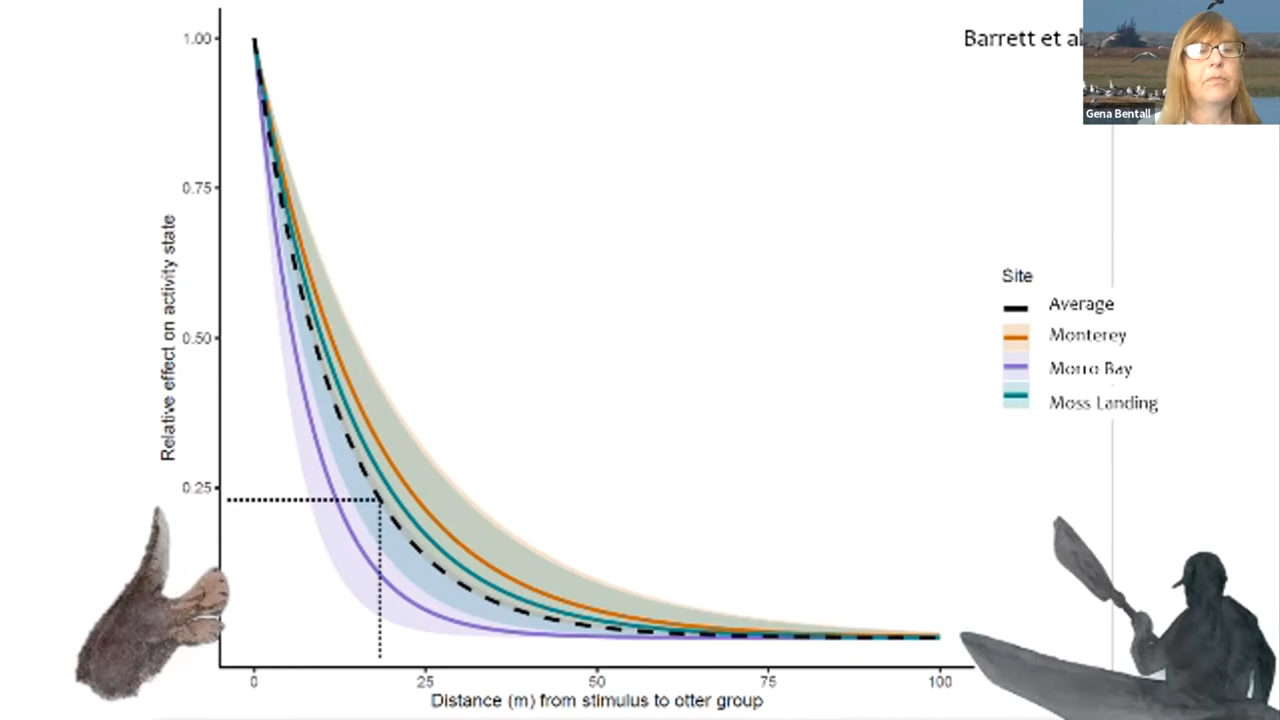 Barrett et al
Gena Bentall
Relative effect on activity state
1.00
0.75
0.50
0.25
0
25
50
75
100
Distance (m) from stimulus to otter group
Site
Average
Monterey
Morro Bay
Moss Landing